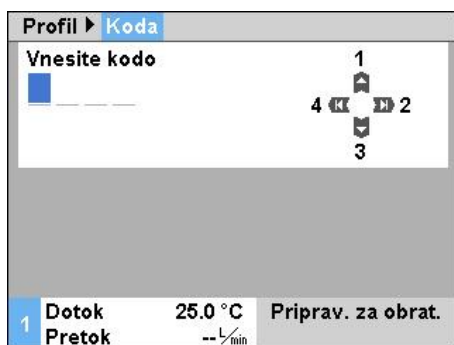 Profil ▶ Koda
Vnesite kodo
1
4 2
3
1
Dotok 25.0 °C Priprav. za obrat.
Pretok -- L/min